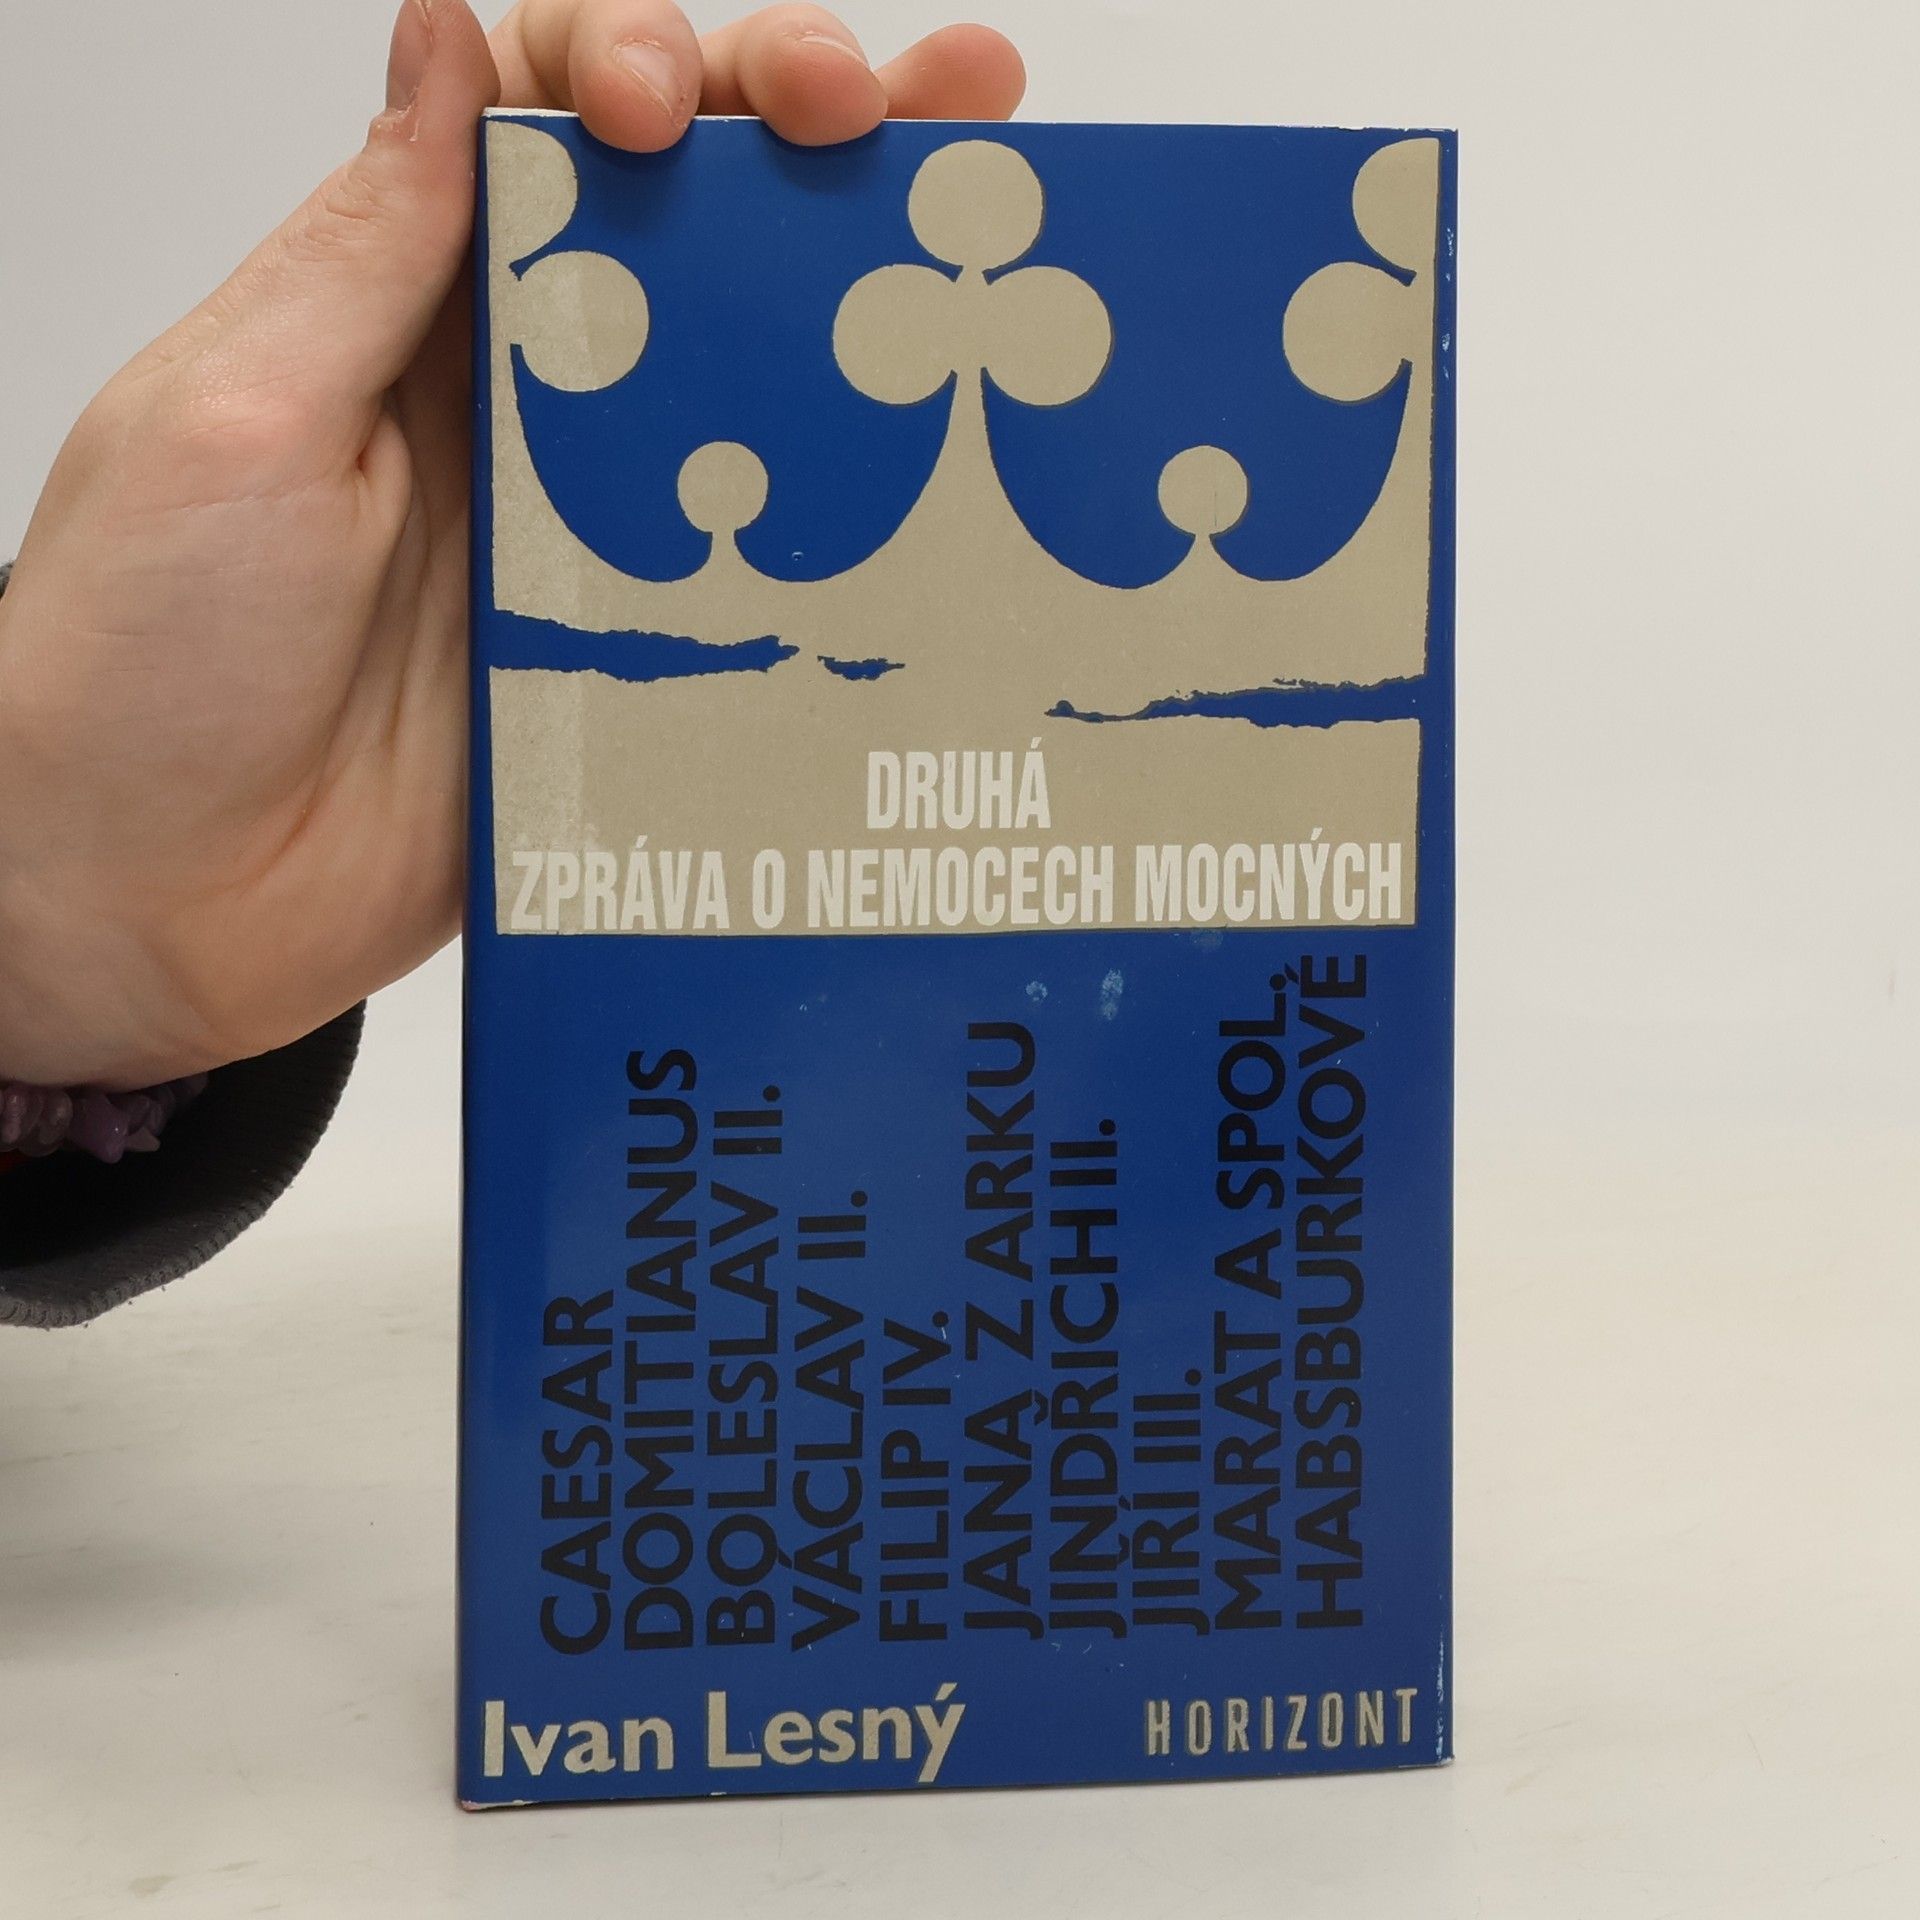 DRUHÁ
ZPRÁVA O NEMOCECH MOCNÝCH
CAESAR
DOMITIANUS
BOLESLAV II.
VÁCLAV II.
FILIP IV.
JANA Z ARKU
JINDŘICH II.
JIŘÍ III.
MARAT A SPOL.
HABSBURKOVÉ
Ivan Lesný
HORIZONT